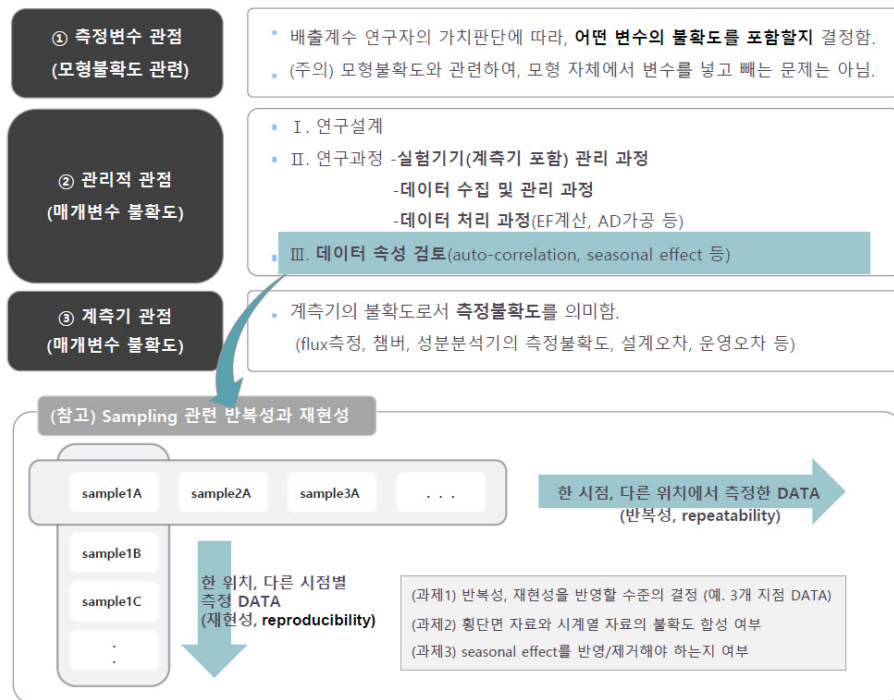 ① 측정변수 관점
(모형불확도 관련)
배출계수 연구자의 가치판단에 따라, 어떤 변수의 불확도를 포함할지 결정함.
(주의) 모형불확도와 관련하여, 모형 자체에서 변수를 넣고 빼는 문제는 아님.
② 관리적 관점
(매개변수 불확도)
Ⅰ. 연구설계
Ⅱ. 연구과정 -실험기기(계측기 포함) 관리 과정
-데이터 수집 및 관리 과정
-데이터 처리 과정(EF계산, AD가공 등)
Ⅲ. 데이터 속성 검토(auto-correlation, seasonal effect 등)
③ 계측기 관점
(매개변수 불확도)
계측기의 불확도로서 측정불확도를 의미함.
(flux측정, 챔버, 성분분석기의 측정불확도, 설계오차, 운영오차 등)
(참고) Sampling 관련 반복성과 재현성
sample1A sample2A sample3A . . .
한 시점, 다른 위치에서 측정한 DATA
(반복성, repeatability)
sample1B
sample1C
.
.
한 위치, 다른 시점별
측정 DATA
(재현성, reproducibility)
(과제1) 반복성, 재현성을 반영할 수준의 결정 (예. 3개 지점 DATA)
(과제2) 횡단면 자료와 시계열 자료의 불확도 합성 여부
(과제3) seasonal effect를 반영/제거해야 하는지 여부